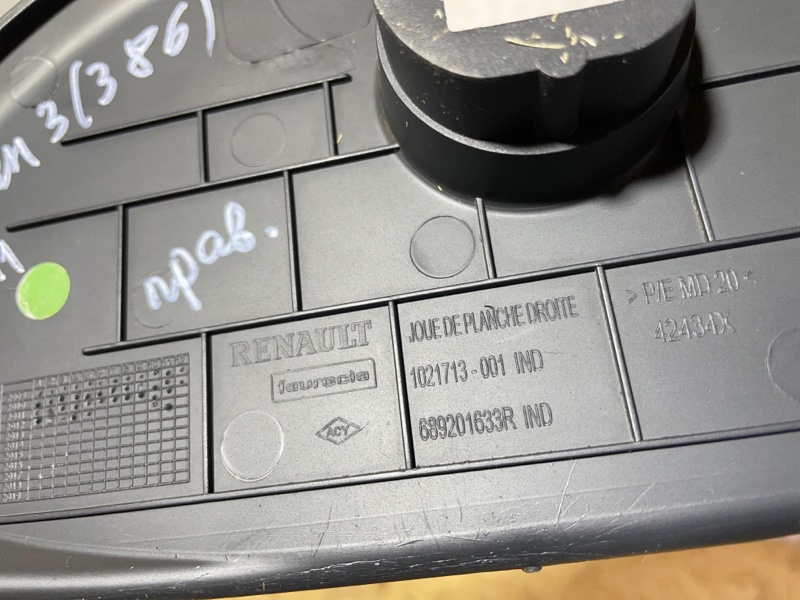 3(386)
прав.
RENAULT
faurecia
ACY
JOUE DE PLANCHE DROITE
1021713-001 IND
689201633R IND
>P/E MD 20<
42434X